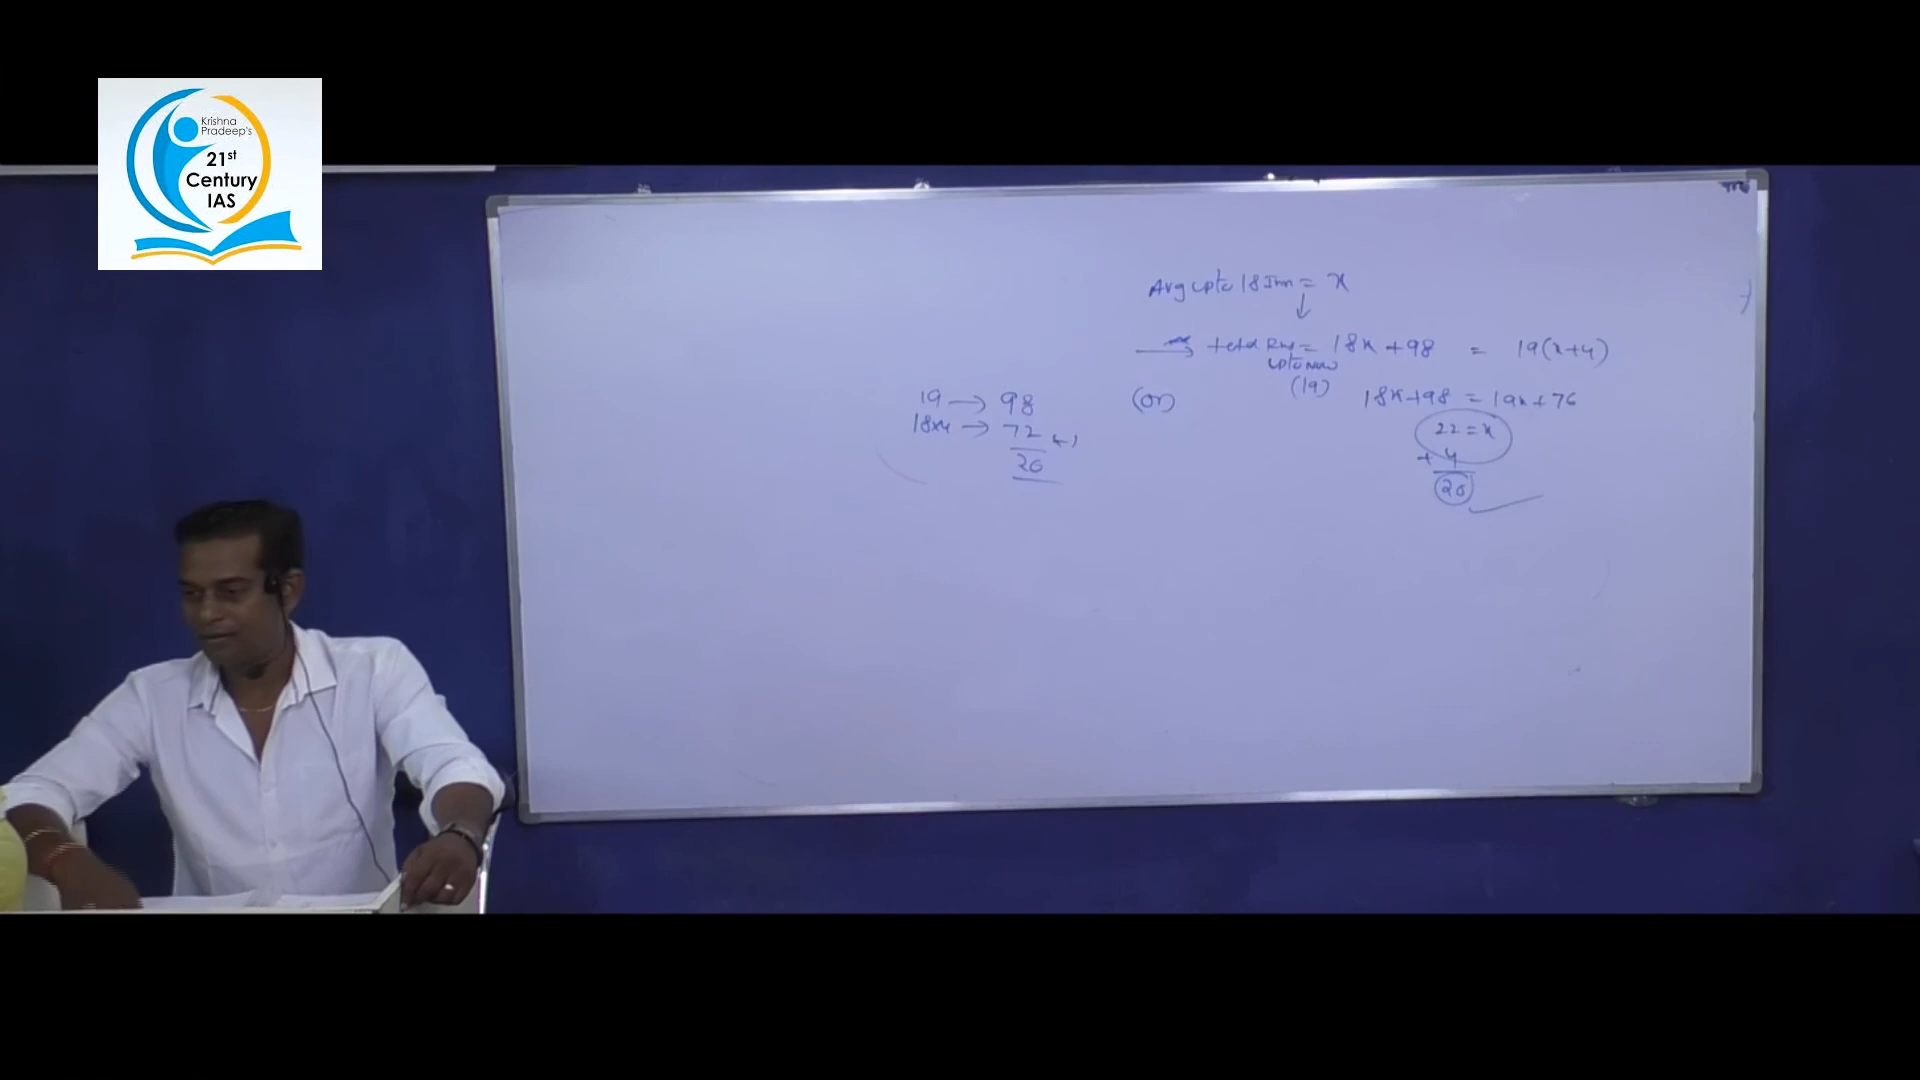 Krishna
Pradeep's
21st
Century
IAS
Avg upto 18 Inn = x
↓
→ total Runs = 18x + 98 = 19(x+4)
upto now
(19)
19 → 98
18x4 → 72 (-)
26
(or)
18x+98 = 19x+76
22 = x
+ 4
26